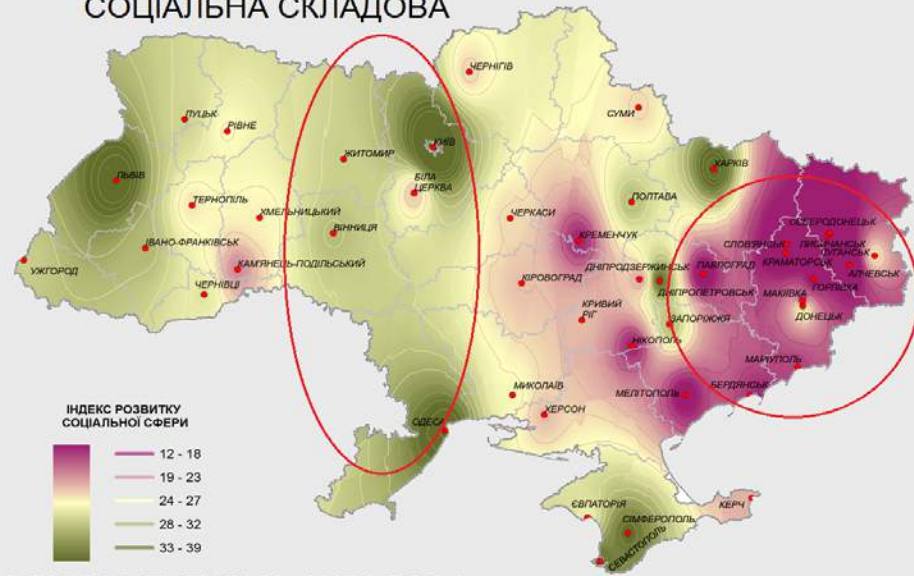 СОЦІАЛЬНА СКЛАДОВА
ЧЕРНІГІВ
СУМИ
ЛУЦЬК
РІВНЕ
ЖИТОМИР
КИЇВ
ХАРКІВ
ЛЬВІВ
БІЛА
ЦЕРКВА
ПОЛТАВА
ТЕРНОПІЛЬ
ХМЕЛЬНИЦЬКИЙ
ЧЕРКАСИ
ВІННИЦЯ
КРЕМЕНЧУК
СЄВЄРОДОНЕЦЬК
СЛОВ'ЯНСЬК
ЛИСИЧАНСЬК
ЛУГАНСЬК
ІВАНО-ФРАНКІВСЬК
КРАМАТОРСЬК
УЖГОРОД
КАМ'ЯНЕЦЬ-ПОДІЛЬСЬКИЙ
ДНІПРОДЗЕРЖИНСЬК
ПАВЛОГРАД
АЛЧЕВСЬК
КІРОВОГРАД
ЧЕРНІВЦІ
ДНІПРОПЕТРОВСЬК
ГОРЛІВКА
МАКІЇВКА
КРИВИЙ
РІГ
ЗАПОРІЖЖЯ
ДОНЕЦЬК
НІКОПОЛЬ
МАРІУПОЛЬ
МИКОЛАЇВ
МЕЛІТОПОЛЬ
БЕРДЯНСЬК
ХЕРСОН
ОДЕСА
ІНДЕКС РОЗВИТКУ
СОЦІАЛЬНОЇ СФЕРИ
12 - 18
19 - 23
24 - 27
28 - 32
33 - 39
ЄВПАТОРІЯ
КЕРЧ
СІМФЕРОПОЛЬ
СЕВАСТОПОЛЬ